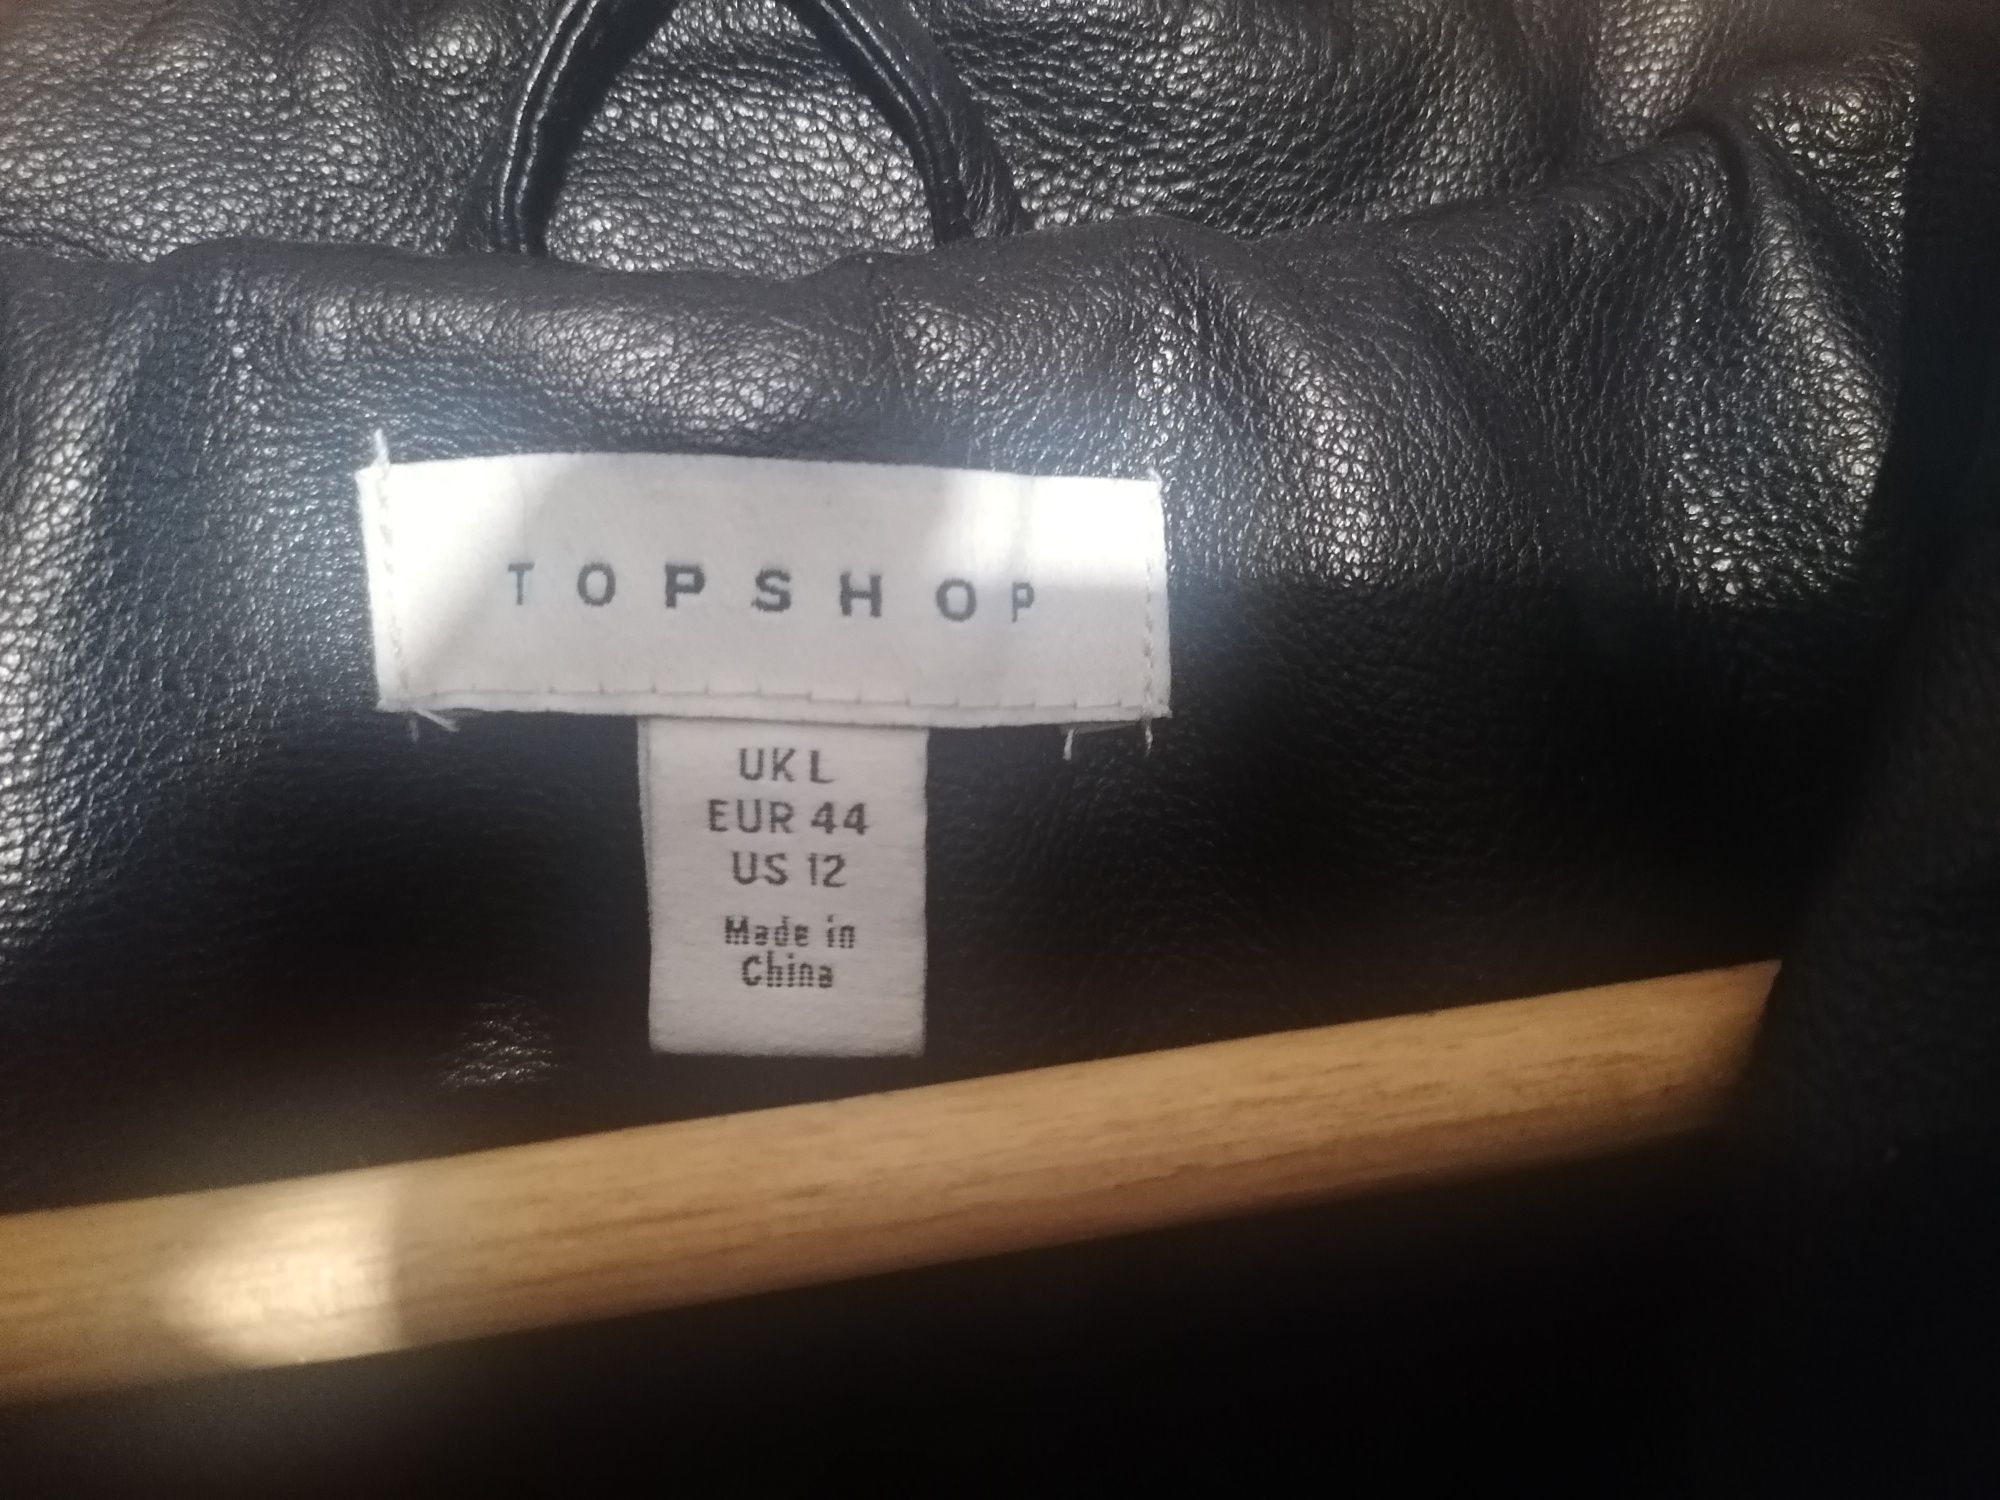 TOPSHOP
UK L
EUR 44
US 12
Made in
China